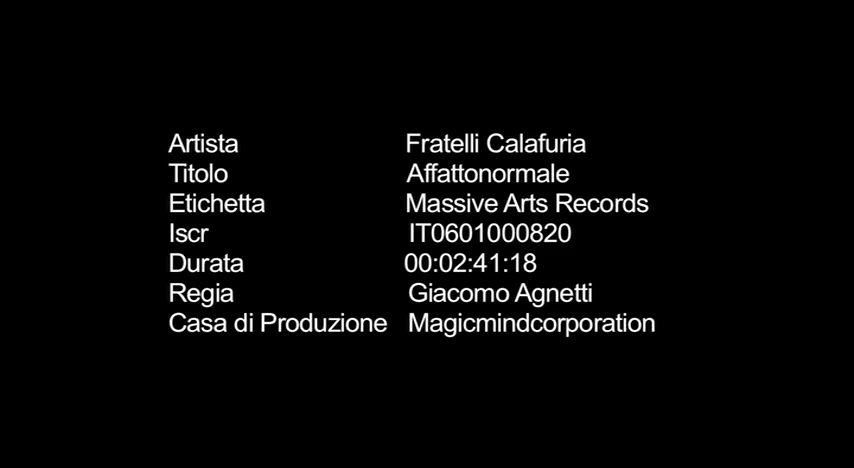 Artista Fratelli Calafuria
Titolo Affattonormale
Etichetta Massive Arts Records
Iscr IT0601000820
Durata 00:02:41:18
Regia Giacomo Agnetti
Casa di Produzione Magicmindcorporation